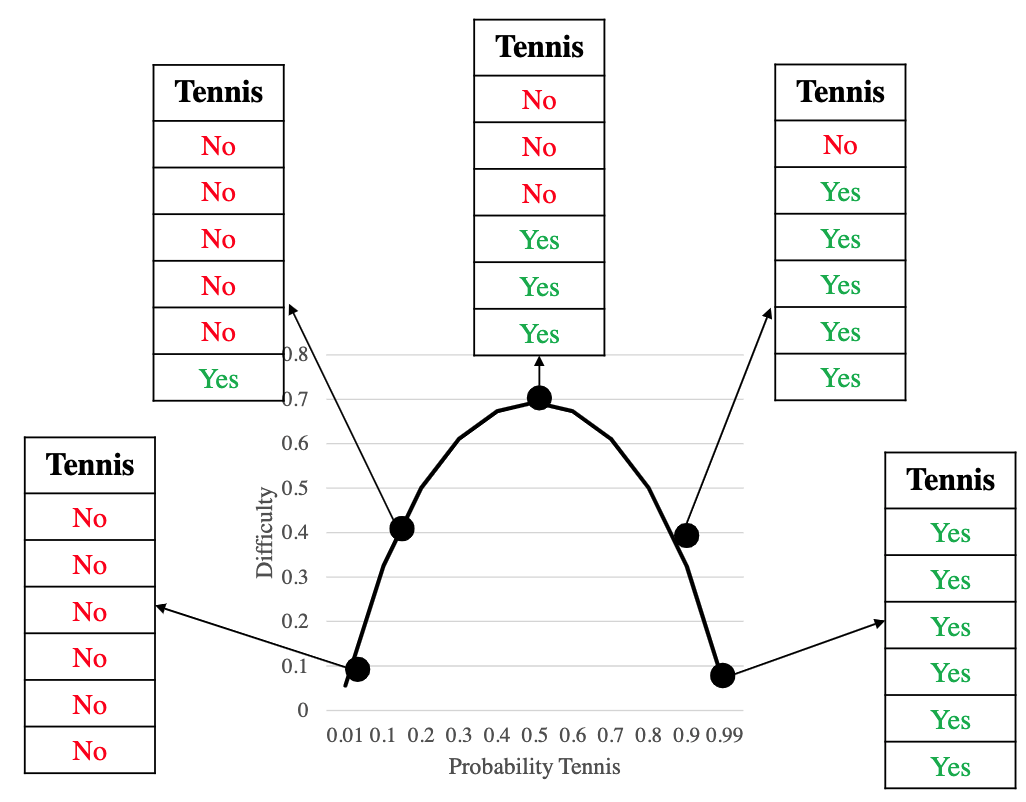 Tennis
No
No
No
Yes
Yes
Yes
Tennis
No
No
No
No
No
Yes
Tennis
No
Yes
Yes
Yes
Yes
Yes
Tennis
No
No
No
No
No
No
Tennis
Yes
Yes
Yes
Yes
Yes
Yes
0.8
0.7
0.6
0.5
0.4
0.3
0.2
0.1
0
Difficulty
0.01 0.1 0.2 0.3 0.4 0.5 0.6 0.7 0.8 0.9 0.99
Probability Tennis